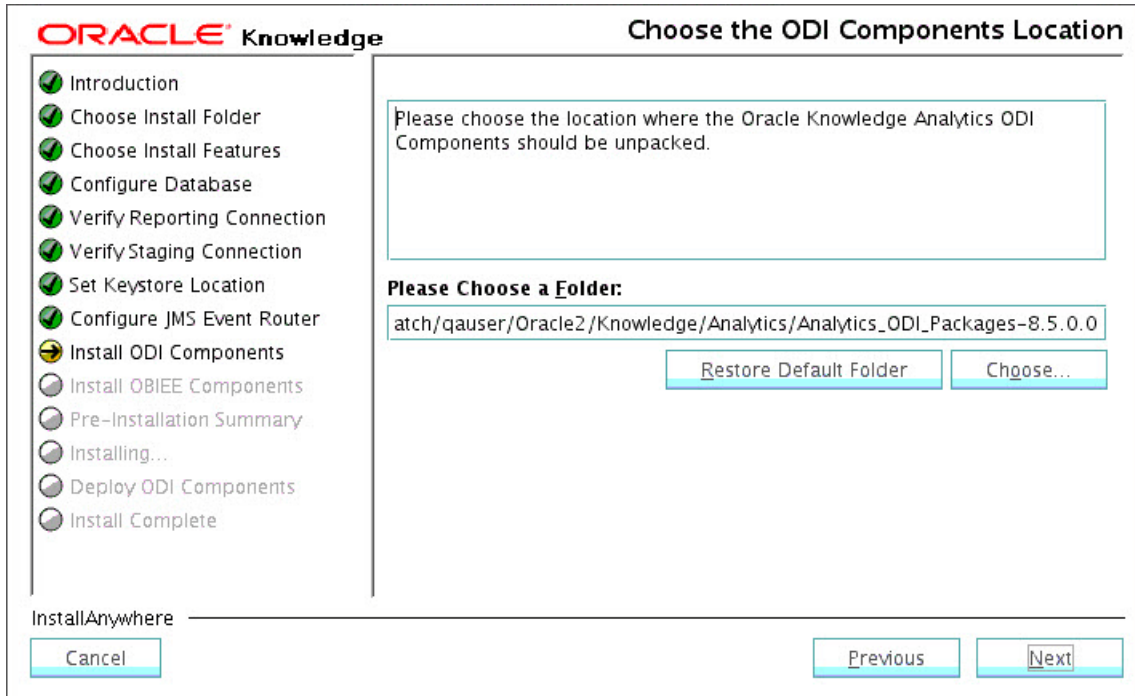 ORACLE Knowledge
Choose the ODI Components Location
Introduction
Choose Install Folder
Choose Install Features
Configure Database
Verify Reporting Connection
Verify Staging Connection
Set Keystore Location
Configure JMS Event Router
Install ODI Components
Install OBIEE Components
Pre-Installation Summary
Installing...
Deploy ODI Components
Install Complete
Please choose the location where the Oracle Knowledge Analytics ODI
Components should be unpacked.
Please Choose a Folder:
atch/qauser/Oracle2/Knowledge/Analytics/Analytics_ODI_Packages-8.5.0.0
Restore Default Folder
Choose...
InstallAnywhere
Cancel
Previous
Next